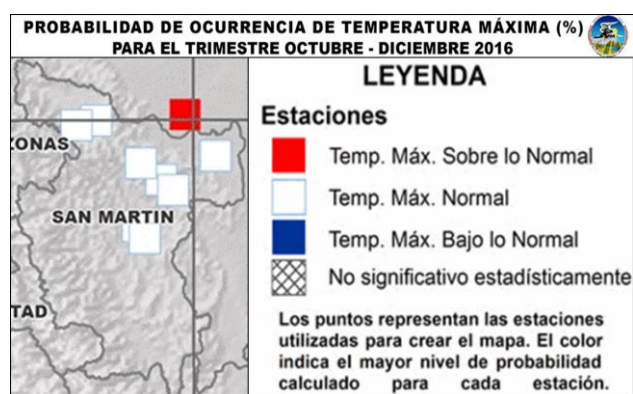 PROBABILIDAD DE OCURRENCIA DE TEMPERATURA MÁXIMA (%)
PARA EL TRIMESTRE OCTUBRE - DICIEMBRE 2016
LEYENDA
Estaciones
Temp. Máx. Sobre lo Normal
Temp. Máx. Normal
Temp. Máx. Bajo lo Normal
No significativo estadísticamente
Los puntos representan las estaciones
utilizadas para crear el mapa. El color
indica el mayor nivel de probabilidad
calculado para cada estación.
ZONAS
SAN MARTIN
TAD